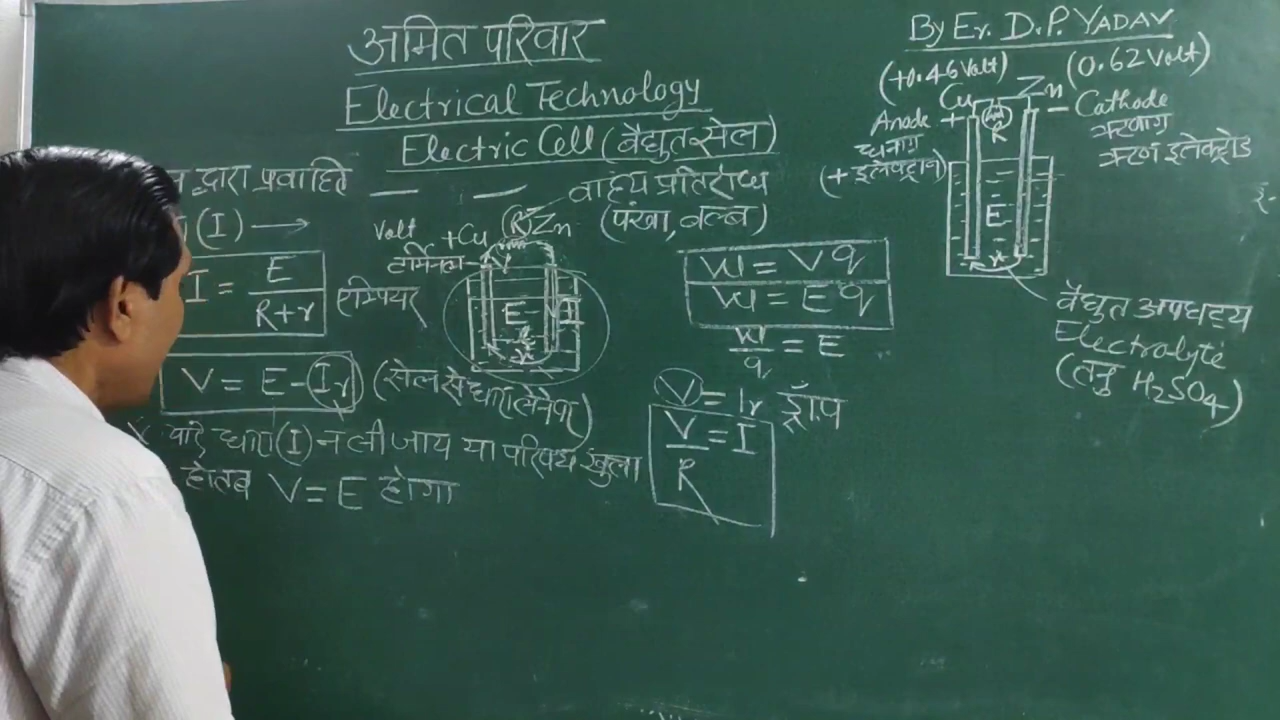 अमित परिवार
By Er. D.P. YADAV
Electrical Technology
Electric Cell (वैद्युत सेल)
द्वारा प्रवाहित
(I) →
I = E / R+r एम्पियर
V = E - Ir (सेल से धारा लेने पर)
यदि धारा (I) न ली जाय या परिपथ खुला
हो तब V = E होगा
वाह्य प्रतिरोध
(पंखा, बल्ब)
Volt
+Cu
(R)
Zn
टर्मिनल
V
E
r
W = Vq
W = Eq
W / q = E
V = Ir ड्रॉप
V / R = I
(+0.46 Volt)
(0.62 Volt)
Cu
Zn
Anode +
- Cathode
धनाग्र
ऋणाग्र
(+ इलेक्ट्रोड)
ऋण इलेक्ट्रोड
R
E
r
वैद्युत अपघट्य
Electrolyte
(तनु H₂SO₄)